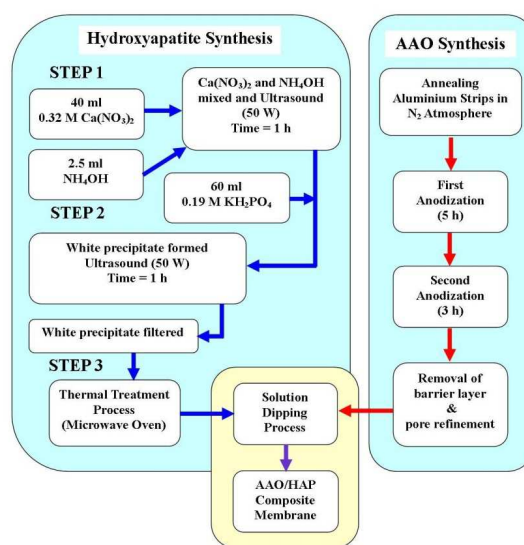 Hydroxyapatite Synthesis
STEP 1
40 ml
0.32 M Ca(NO₃)₂
2.5 ml
NH₄OH
Ca(NO₃)₂ and NH₄OH
mixed and Ultrasound
(50 W)
Time = 1 h
60 ml
0.19 M KH₂PO₄
STEP 2
White precipitate formed
Ultrasound (50 W)
Time = 1 h
White precipitate filtered
STEP 3
Thermal Treatment
Process
(Microwave Oven)
Solution
Dipping
Process
AAO/HAP
Composite
Membrane
AAO Synthesis
Annealing
Aluminium Strips in
N₂ Atmosphere
First
Anodization
(5 h)
Second
Anodization
(3 h)
Removal of
barrier layer
&
pore refinement